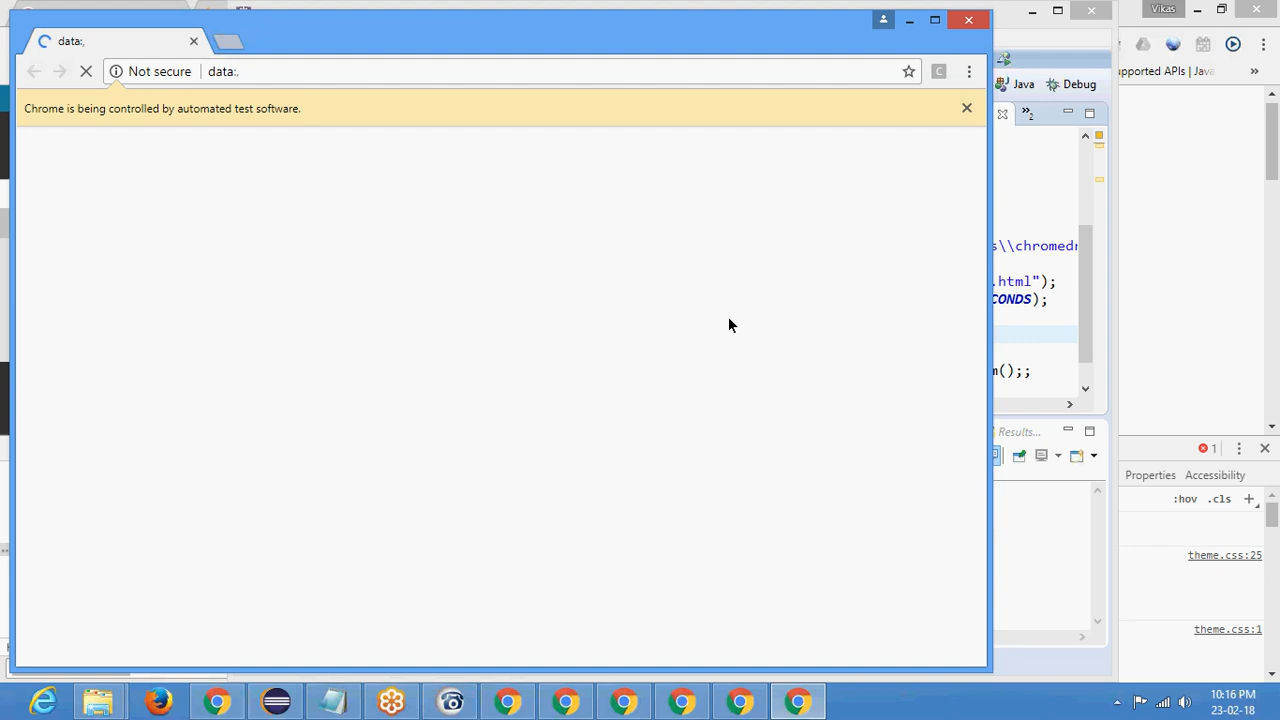 Vikas
data:,
Not secure
data:,
upported APIs | Java
»
Chrome is being controlled by automated test software.
Java
Debug
»2
s\\chromedr
.html");
CONDS);
m();;
Results...
1
Properties
Accessibility
:hov
.cls
+
theme.css:25
theme.css:1
10:16 PM
23-02-18